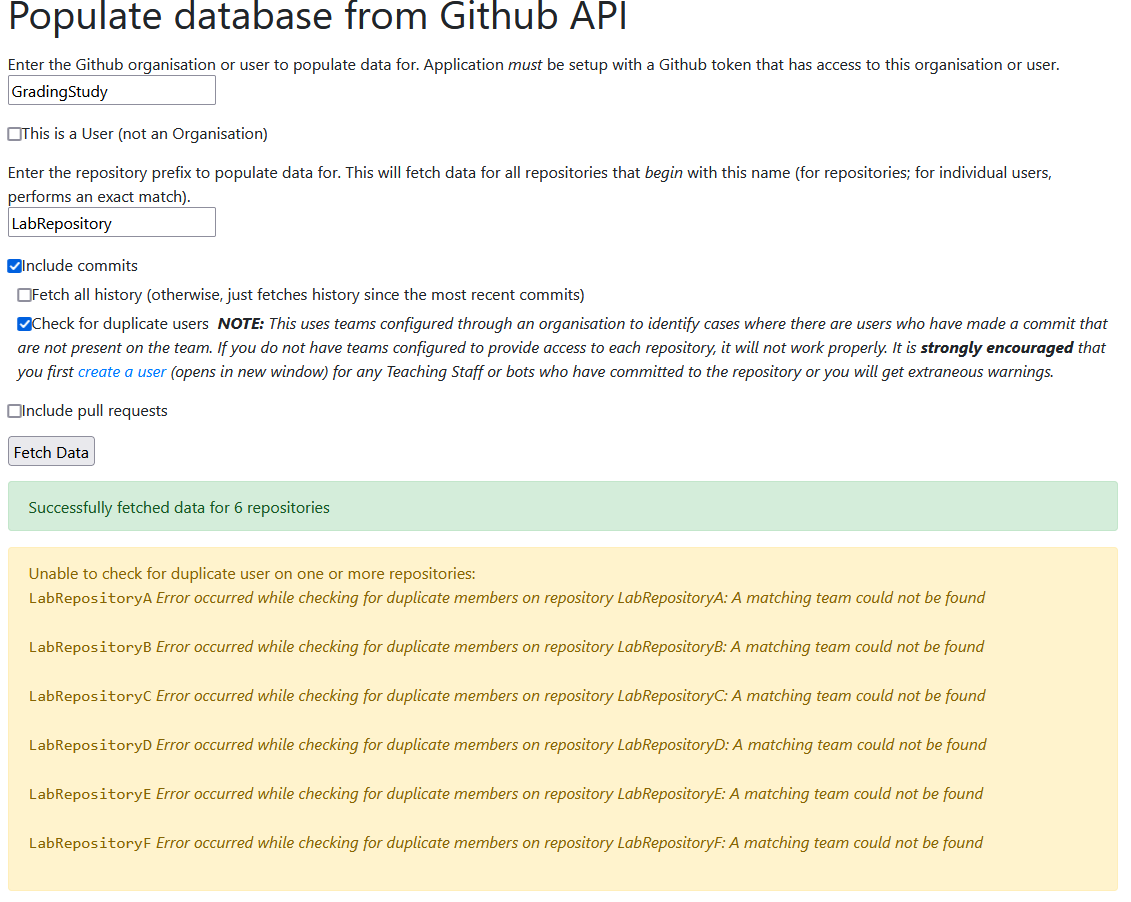 Populate database from Github API
Enter the Github organisation or user to populate data for. Application must be setup with a Github token that has access to this organisation or user.
GradingStudy
This is a User (not an Organisation)
Enter the repository prefix to populate data for. This will fetch data for all repositories that begin with this name (for repositories; for individual users,
performs an exact match).
LabRepository
Include commits
Fetch all history (otherwise, just fetches history since the most recent commits)
Check for duplicate users NOTE: This uses teams configured through an organisation to identify cases where there are users who have made a commit that
are not present on the team. If you do not have teams configured to provide access to each repository, it will not work properly. It is strongly encouraged that
you first create a user (opens in new window) for any Teaching Staff or bots who have committed to the repository or you will get extraneous warnings.
Include pull requests
Fetch Data
Successfully fetched data for 6 repositories
Unable to check for duplicate user on one or more repositories:
LabRepositoryA Error occurred while checking for duplicate members on repository LabRepositoryA: A matching team could not be found
LabRepositoryB Error occurred while checking for duplicate members on repository LabRepositoryB: A matching team could not be found
LabRepositoryC Error occurred while checking for duplicate members on repository LabRepositoryC: A matching team could not be found
LabRepositoryD Error occurred while checking for duplicate members on repository LabRepositoryD: A matching team could not be found
LabRepositoryE Error occurred while checking for duplicate members on repository LabRepositoryE: A matching team could not be found
LabRepositoryF Error occurred while checking for duplicate members on repository LabRepositoryF: A matching team could not be found